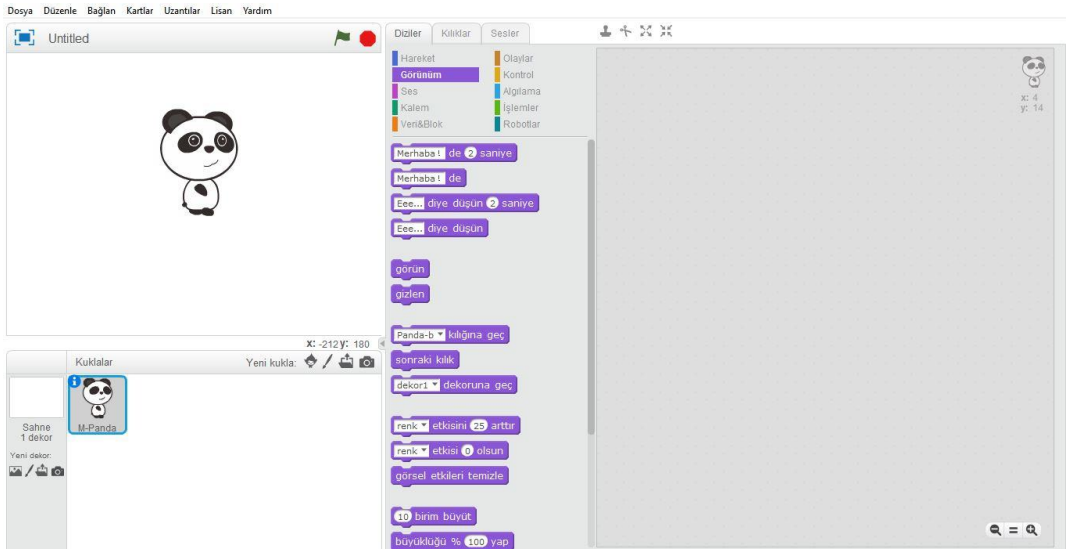 Dosya Düzenle Bağlan Kartlar Uzantılar Lisan Yardım
Untitled
Diziler Kılıklar Sesler
Hareket Olaylar
Görünüm Kontrol
Ses Algılama
Kalem İşlemler
Veri&Blok Robotlar
x: 4
y: 14
Merhaba! de 2 saniye
Merhaba! de
Eee... diye düşün 2 saniye
Eee... diye düşün
görün
gizlen
Panda-b kılığına geç
sonraki kılık
dekor1 dekoruna geç
renk etkisini 25 arttır
renk etkisi 0 olsun
görsel etkileri temizle
10 birim büyüt
büyüklüğü % 100 yap
x: -212 y: 180
Kuklalar Yeni kukla:
Sahne
1 dekor
M-Panda
Yeni dekor: